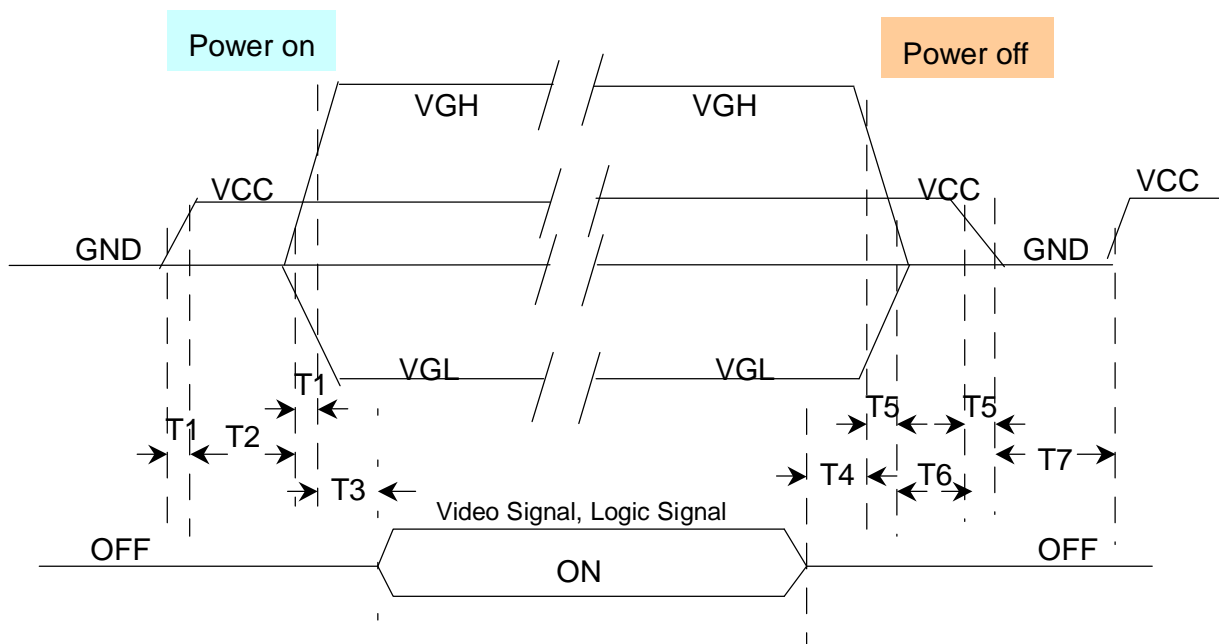 Power on
Power off
VGH
VGH
VCC
VCC
VCC
GND
GND
VGL
VGL
T1
T5
T5
T1
T2
T4
T6
T7
T3
Video Signal, Logic Signal
OFF
ON
OFF